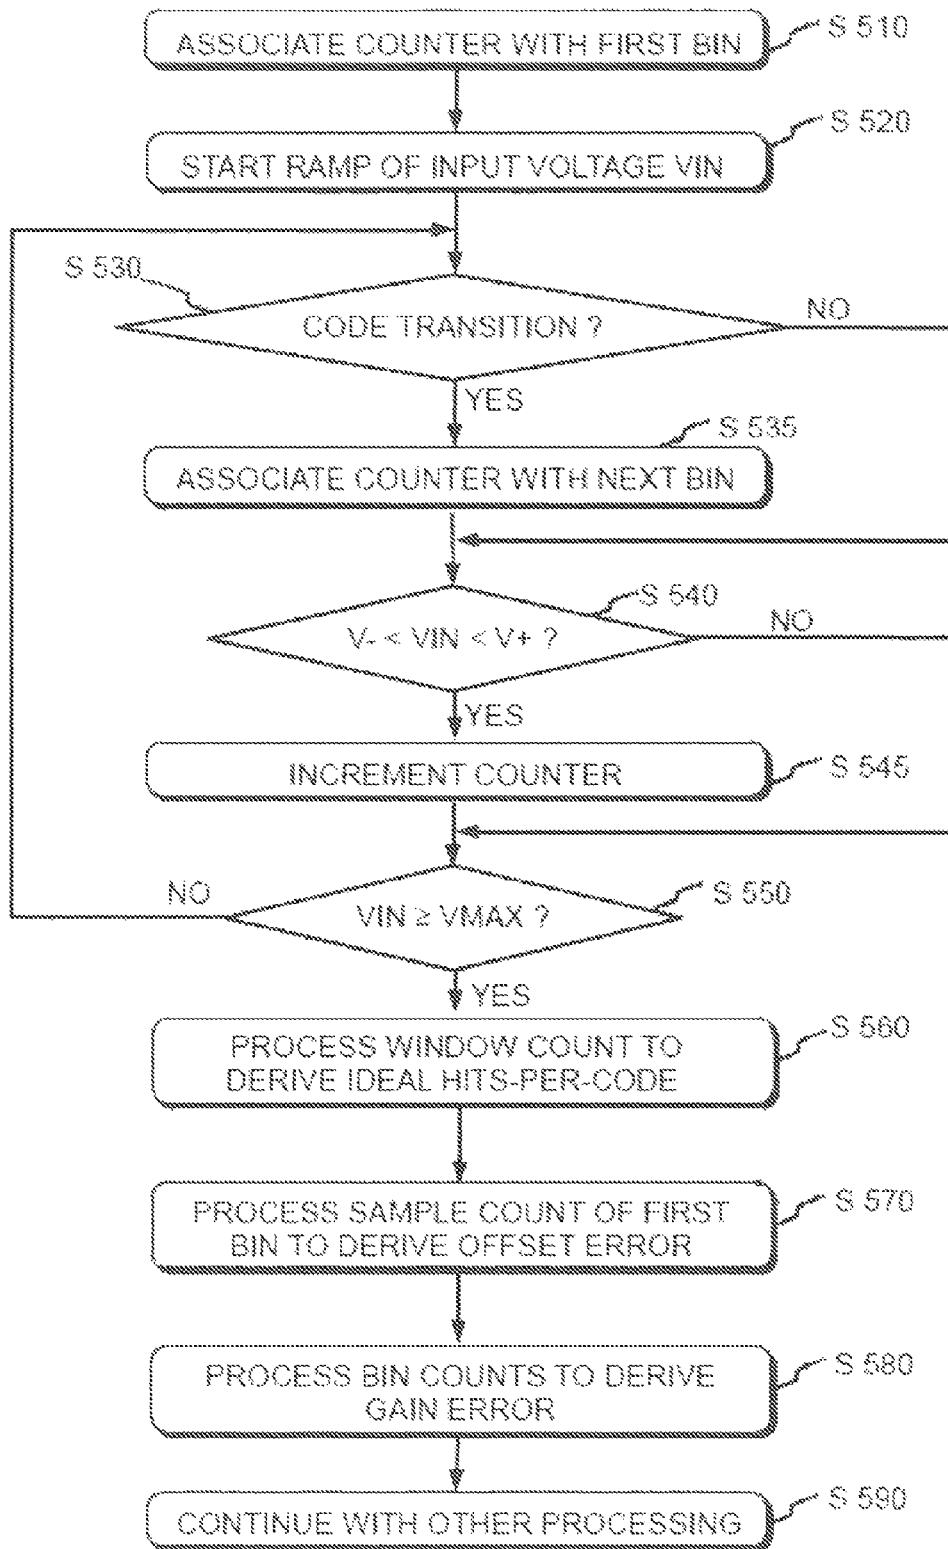 ASSOCIATE COUNTER WITH FIRST BIN
S 510
START RAMP OF INPUT VOLTAGE VIN
S 520
S 530
CODE TRANSITION ?
NO
YES
S 535
ASSOCIATE COUNTER WITH NEXT BIN
S 540
V- < VIN < V+ ?
NO
YES
INCREMENT COUNTER
S 545
NO
VIN ≥ VMAX ?
S 550
YES
PROCESS WINDOW COUNT TO
DERIVE IDEAL HITS-PER-CODE
S 560
PROCESS SAMPLE COUNT OF FIRST
BIN TO DERIVE OFFSET ERROR
S 570
PROCESS BIN COUNTS TO DERIVE
GAIN ERROR
S 580
CONTINUE WITH OTHER PROCESSING
S 590